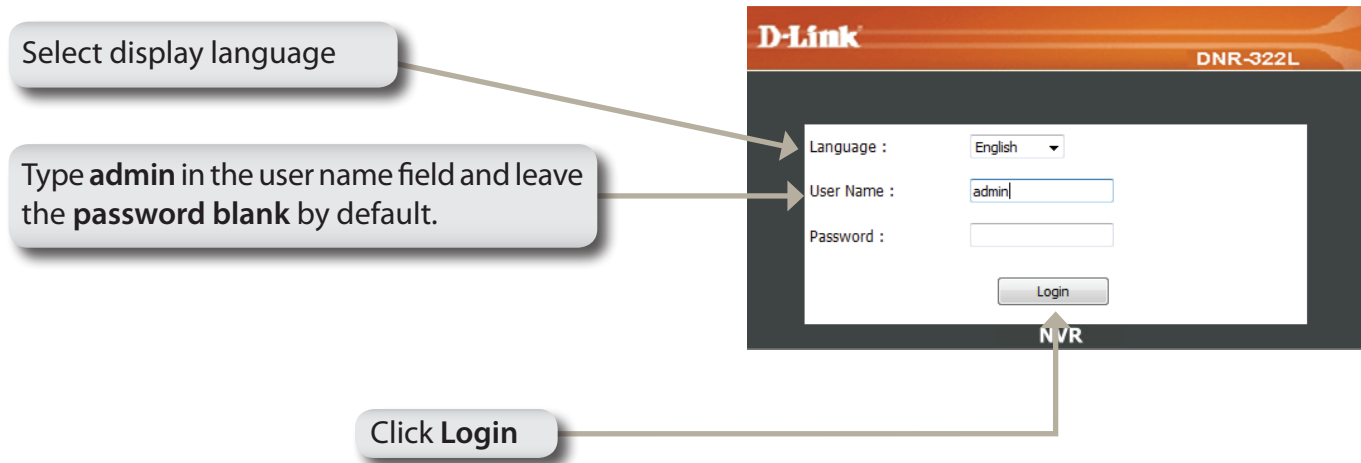 Select display language
Type admin in the user name field and leave
the password blank by default.
Click Login
D-Link
DNR-322L
Language :
English
User Name :
admin
Password :
Login
NVR